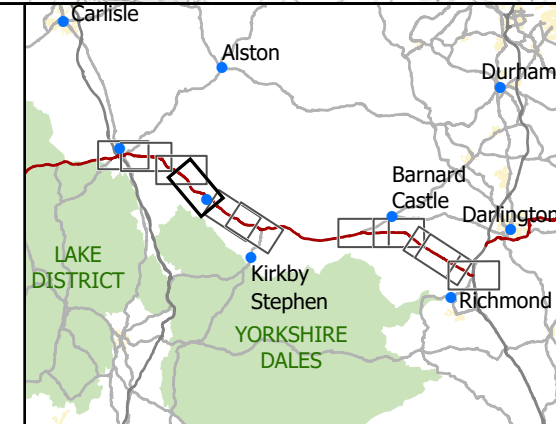 Carlisle
Alston
Durham
Barnard
Castle
Darlington
LAKE
DISTRICT
Kirkby
Stephen
Richmond
YORKSHIRE
DALES